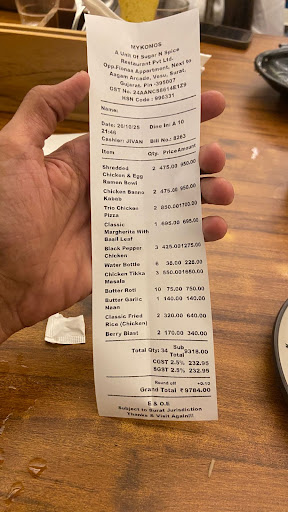 MYKONOS
A Unit Of Sugar N Spice
Restaurant Pvt Ltd.
Opp.Fionaa Appartment, Next to
Aagam Arcade, Vesu, Surat,
Gujarat, Pin -395007
GST No. 24AANCS8614E1Z9
HSN Code : 996331
Name:
Date: 26/10/25 Dine In: A 10
21:46
Cashier: JIVAN Bill No.: 8263
Item Qty. Price Amount
Shredded 2 475.00 950.00
Chicken & Egg
Ramen Bowl
Chicken Banno 2 475.00 950.00
Kabab
Trio Chicken 2 850.00 1700.00
Pizza
Classic 1 695.00 695.00
Margherite With
Basil Leaf
Black Pepper 3 425.00 1275.00
Chicken
Water Bottle 6 38.00 228.00
Chicken Tikka 3 550.00 1650.00
Masala
Butter Roti 10 75.00 750.00
Butter Garlic 1 140.00 140.00
Naan
Classic Fried 2 320.00 640.00
Rice (Chicken)
Berry Blast 2 170.00 340.00
Total Qty: 34 Sub 9318.00
Total
CGST 2.5% 232.95
SGST 2.5% 232.95
Round off +0.10
Grand Total ₹9784.00
E & O.E
Subject to Surat Jurisdiction
Thanks & Visit Again!!!